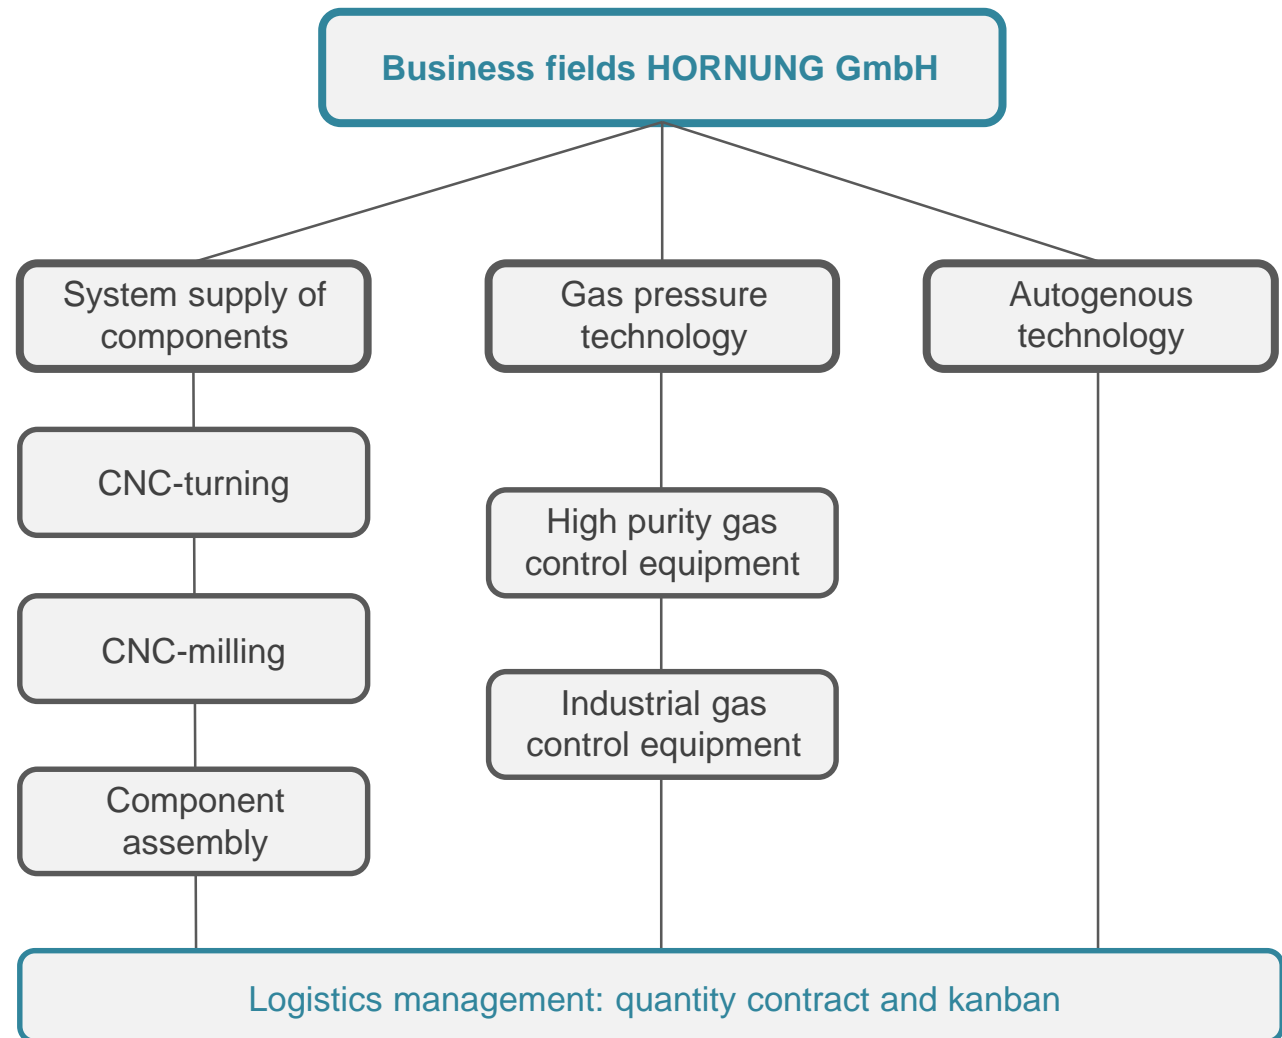 Business fields HORNUNG GmbH
System supply of
components
Gas pressure
technology
Autogenous
technology
CNC-turning
High purity gas
control equipment
CNC-milling
Industrial gas
control equipment
Component
assembly
Logistics management: quantity contract and kanban